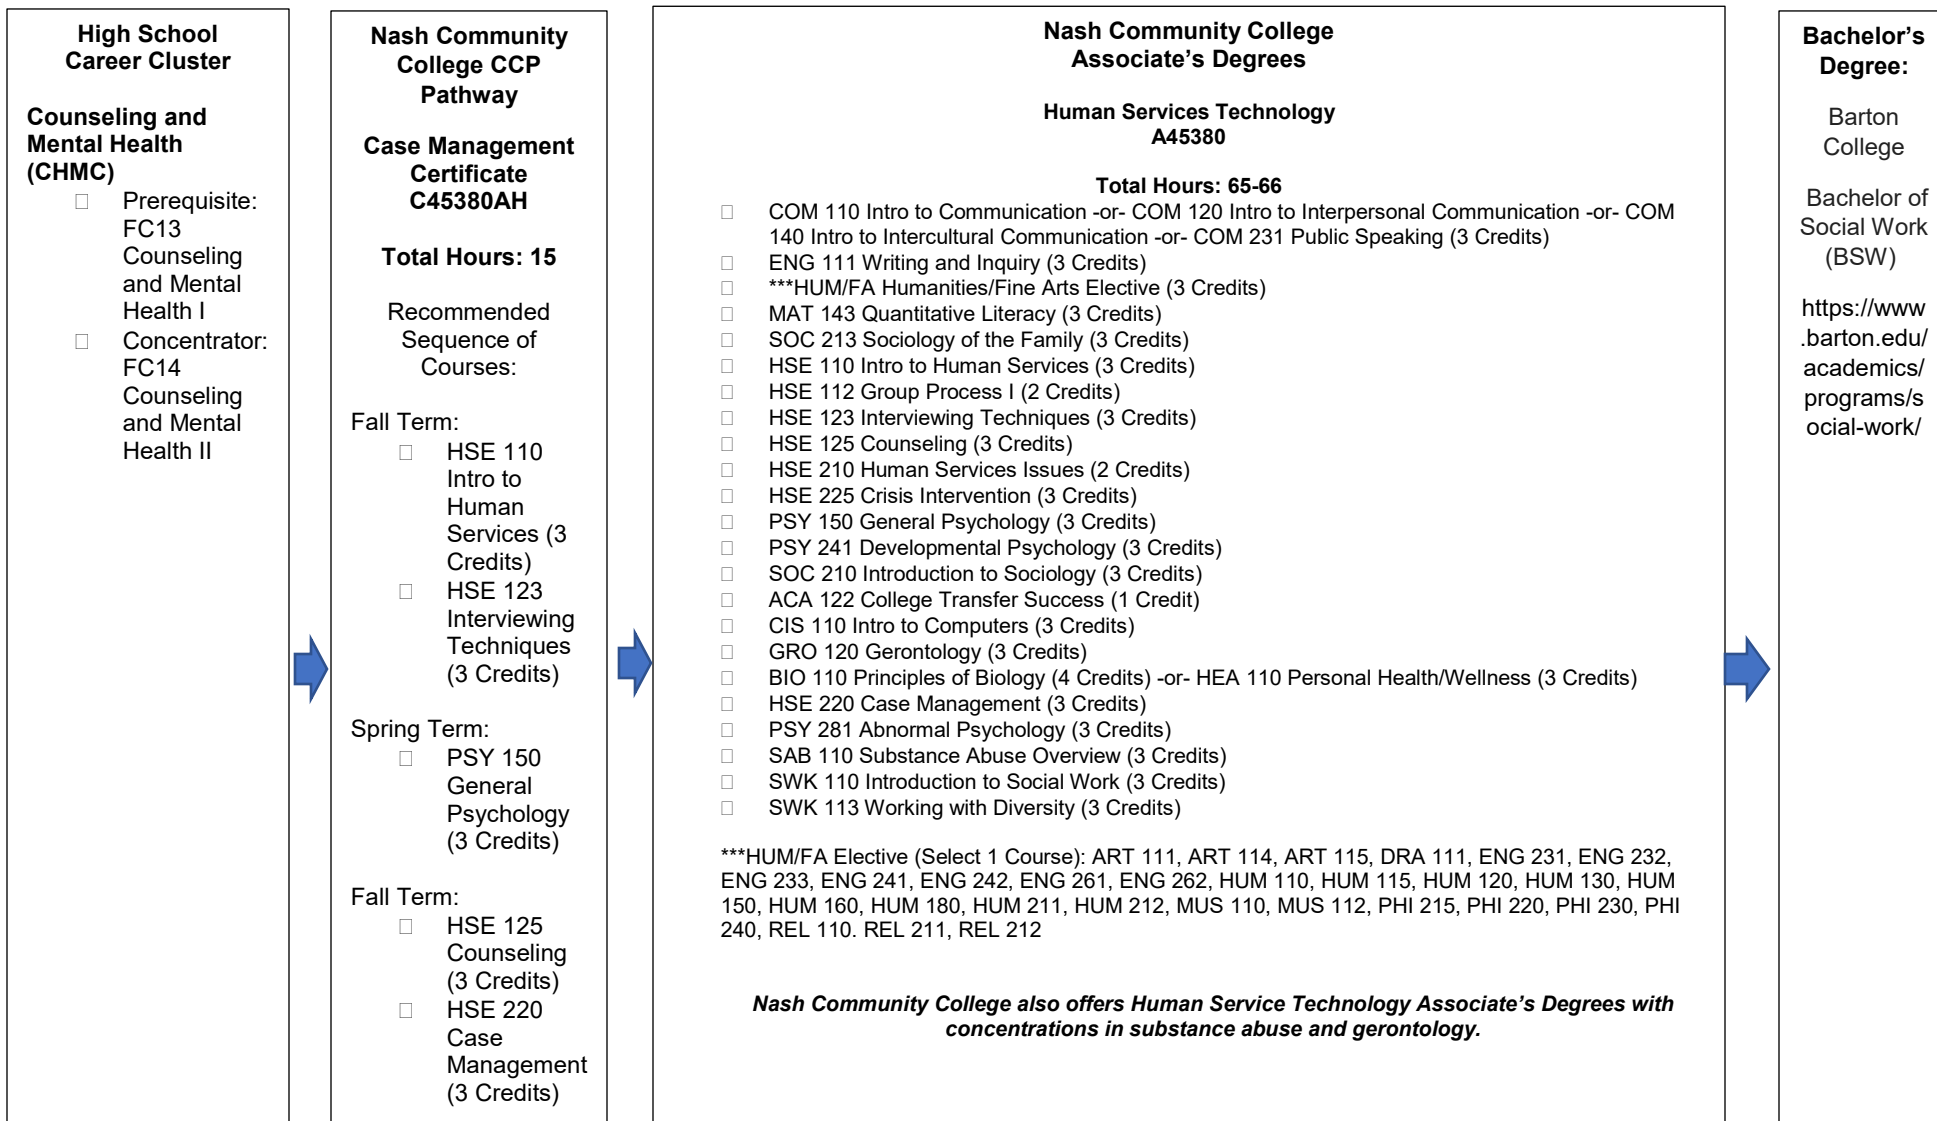 High School
Career Cluster
Counseling and
Mental Health
(CHMC)
□ Prerequisite:
FC13
Counseling
and Mental
Health I
□ Concentrator:
FC14
Counseling
and Mental
Health II
Nash Community
College CCP
Pathway
Case Management
Certificate
C45380AH
Total Hours: 15
Recommended
Sequence of
Courses:
Fall Term:
□ HSE 110
Intro to
Human
Services (3
Credits)
□ HSE 123
Interviewing
Techniques
(3 Credits)
Spring Term:
□ PSY 150
General
Psychology
(3 Credits)
Fall Term:
□ HSE 125
Counseling
(3 Credits)
□ HSE 220
Case
Management
(3 Credits)
Nash Community College
Associate's Degrees
Human Services Technology
A45380
Total Hours: 65-66
□ COM 110 Intro to Communication -or- COM 120 Intro to Interpersonal Communication -or- COM
140 Intro to Intercultural Communication -or- COM 231 Public Speaking (3 Credits)
□ ENG 111 Writing and Inquiry (3 Credits)
□ ***HUM/FA Humanities/Fine Arts Elective (3 Credits)
□ MAT 143 Quantitative Literacy (3 Credits)
□ SOC 213 Sociology of the Family (3 Credits)
□ HSE 110 Intro to Human Services (3 Credits)
□ HSE 112 Group Process I (2 Credits)
□ HSE 123 Interviewing Techniques (3 Credits)
□ HSE 125 Counseling (3 Credits)
□ HSE 210 Human Services Issues (2 Credits)
□ HSE 225 Crisis Intervention (3 Credits)
□ PSY 150 General Psychology (3 Credits)
□ PSY 241 Developmental Psychology (3 Credits)
□ SOC 210 Introduction to Sociology (3 Credits)
□ ACA 122 College Transfer Success (1 Credit)
□ CIS 110 Intro to Computers (3 Credits)
□ GRO 120 Gerontology (3 Credits)
□ BIO 110 Principles of Biology (4 Credits) -or- HEA 110 Personal Health/Wellness (3 Credits)
□ HSE 220 Case Management (3 Credits)
□ PSY 281 Abnormal Psychology (3 Credits)
□ SAB 110 Substance Abuse Overview (3 Credits)
□ SWK 110 Introduction to Social Work (3 Credits)
□ SWK 113 Working with Diversity (3 Credits)
***HUM/FA Elective (Select 1 Course): ART 111, ART 114, ART 115, DRA 111, ENG 231, ENG 232,
ENG 233, ENG 241, ENG 242, ENG 261, ENG 262, HUM 110, HUM 115, HUM 120, HUM 130, HUM
150, HUM 160, HUM 180, HUM 211, HUM 212, MUS 110, MUS 112, PHI 215, PHI 220, PHI 230, PHI
240, REL 110. REL 211, REL 212
Nash Community College also offers Human Service Technology Associate's Degrees with
concentrations in substance abuse and gerontology.
Bachelor's
Degree:
Barton
College
Bachelor of
Social Work
(BSW)
https://www
.barton.edu/
academics/
programs/s
ocial-work/